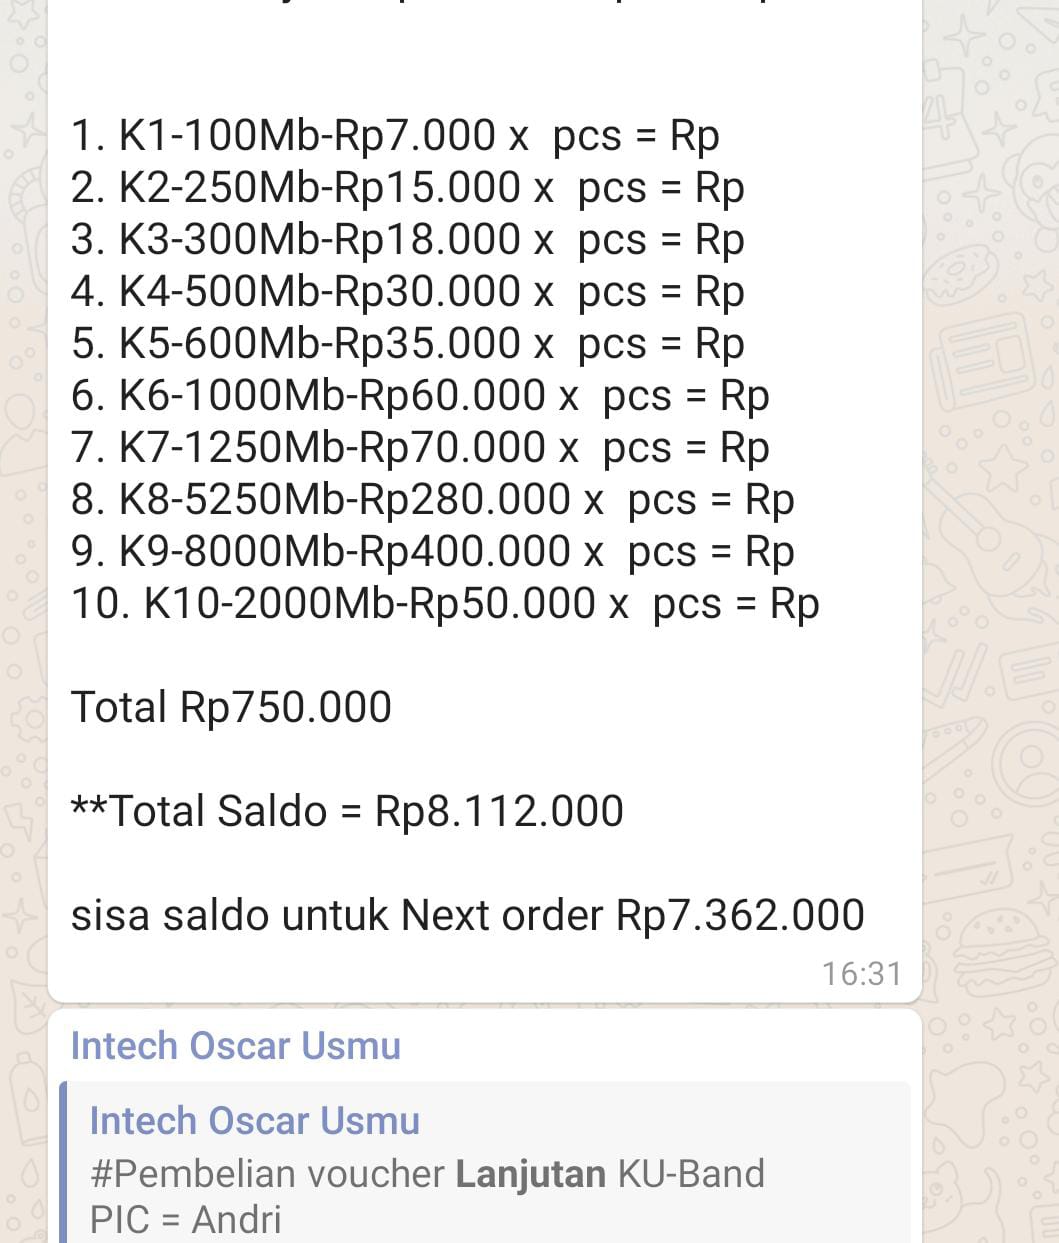 1. K1-100Mb-Rp7.000 x  pcs = Rp
2. K2-250Mb-Rp15.000 x  pcs = Rp
3. K3-300Mb-Rp18.000 x  pcs = Rp
4. K4-500Mb-Rp30.000 x  pcs = Rp
5. K5-600Mb-Rp35.000 x  pcs = Rp
6. K6-1000Mb-Rp60.000 x  pcs = Rp
7. K7-1250Mb-Rp70.000 x  pcs = Rp
8. K8-5250Mb-Rp280.000 x  pcs = Rp
9. K9-8000Mb-Rp400.000 x  pcs = Rp
10. K10-2000Mb-Rp50.000 x  pcs = Rp
Total Rp750.000
**Total Saldo = Rp8.112.000
sisa saldo untuk Next order Rp7.362.000
16:31
Intech Oscar Usmu
Intech Oscar Usmu
#Pembelian voucher Lanjutan KU-Band
PIC = Andri